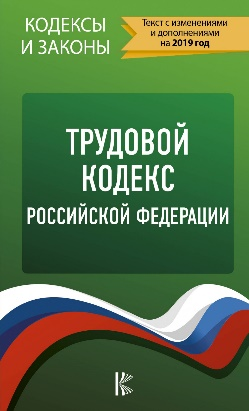 КОДЕКСЫ
И ЗАКОНЫ
Текст с изменениями
и дополнениями
на 2019 год
ТРУДОВОЙ
КОДЕКС
РОССИЙСКОЙ ФЕДЕРАЦИИ